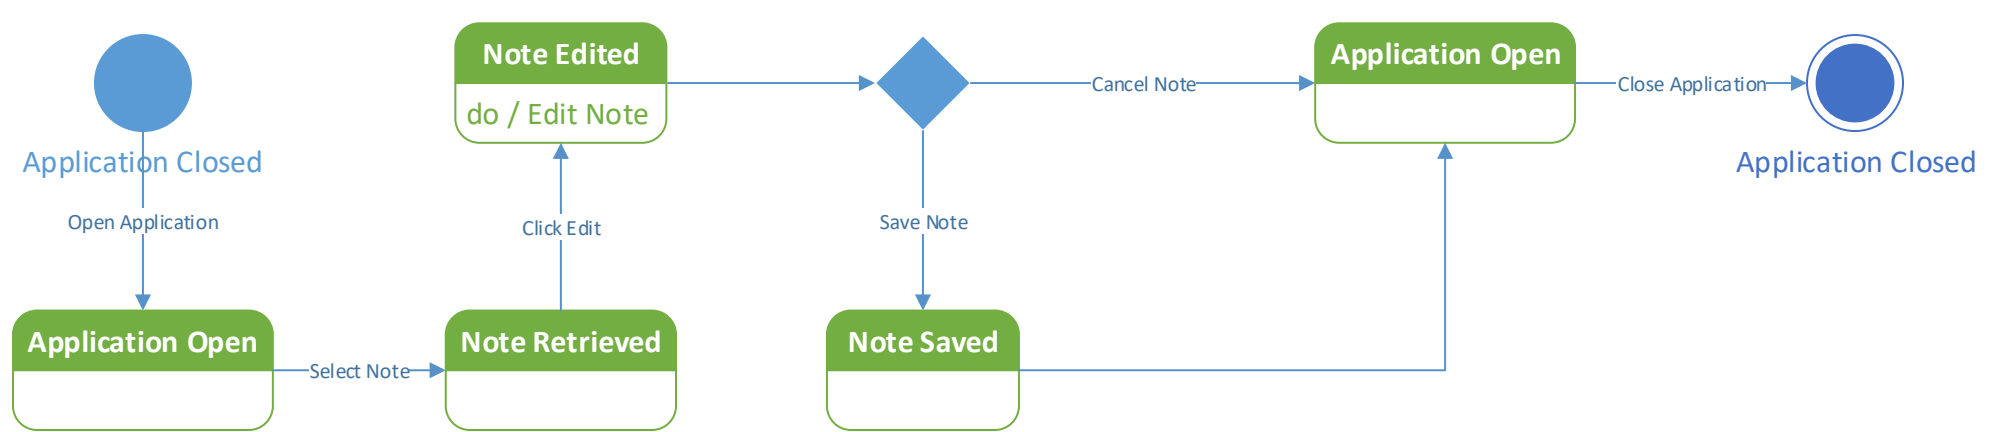 Note Edited
do / Edit Note
Application Open
Cancel Note
Close Application
Application Closed
Application Closed
Open Application
Click Edit
Save Note
Application Open
Select Note
Note Retrieved
Note Saved